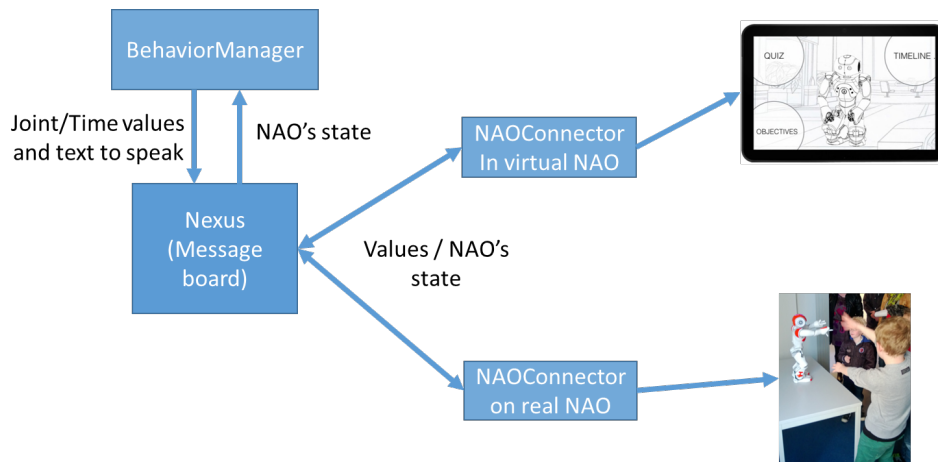 BehaviorManager
QUIZ
TIMELINE
OBJECTIVES
Joint/Time values
and text to speak
NAO's state
NAOConnector
In virtual NAO
Nexus
(Message
board)
Values / NAO's
state
NAOConnector
on real NAO